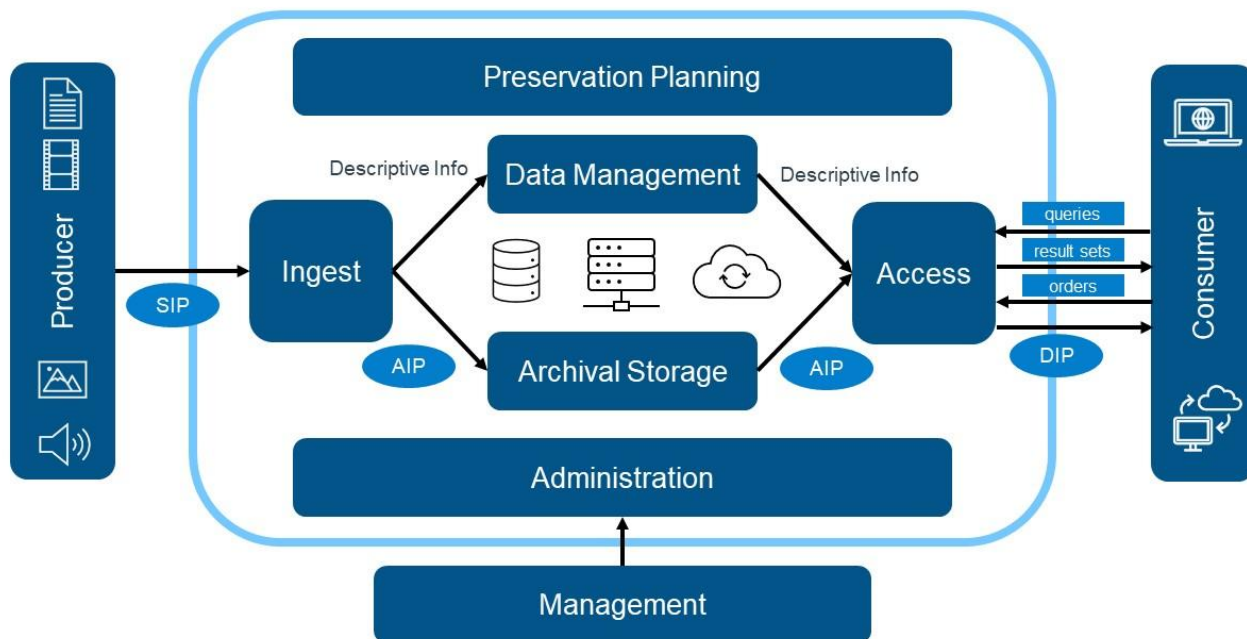 Preservation Planning
Producer
SIP
Ingest
Descriptive Info
Data Management
Descriptive Info
AIP
Archival Storage
AIP
Access
queries
result sets
orders
DIP
Consumer
Administration
Management